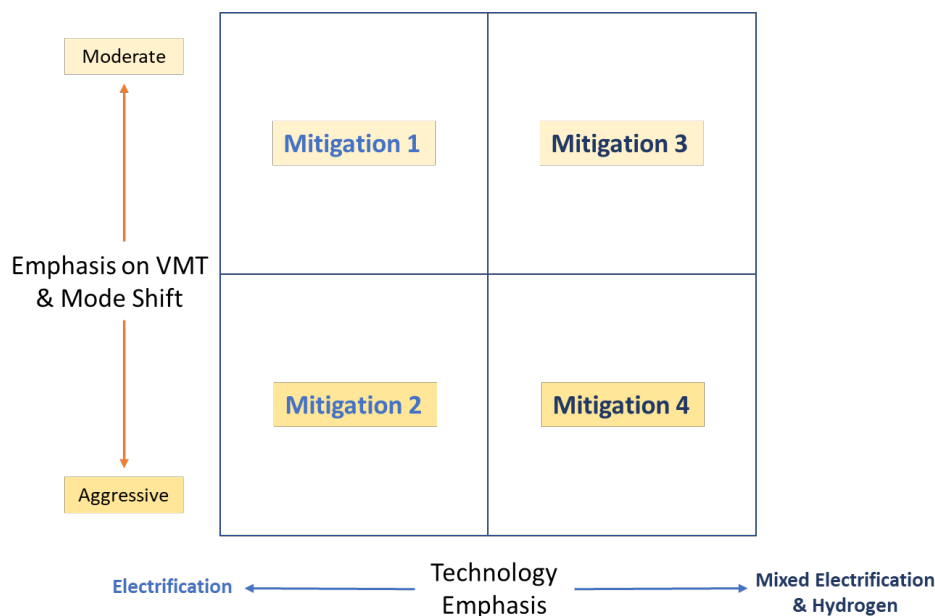 Moderate
Mitigation 1
Mitigation 3
Emphasis on VMT
& Mode Shift
Mitigation 2
Mitigation 4
Aggressive
Electrification
Technology
Emphasis
Mixed Electrification
& Hydrogen